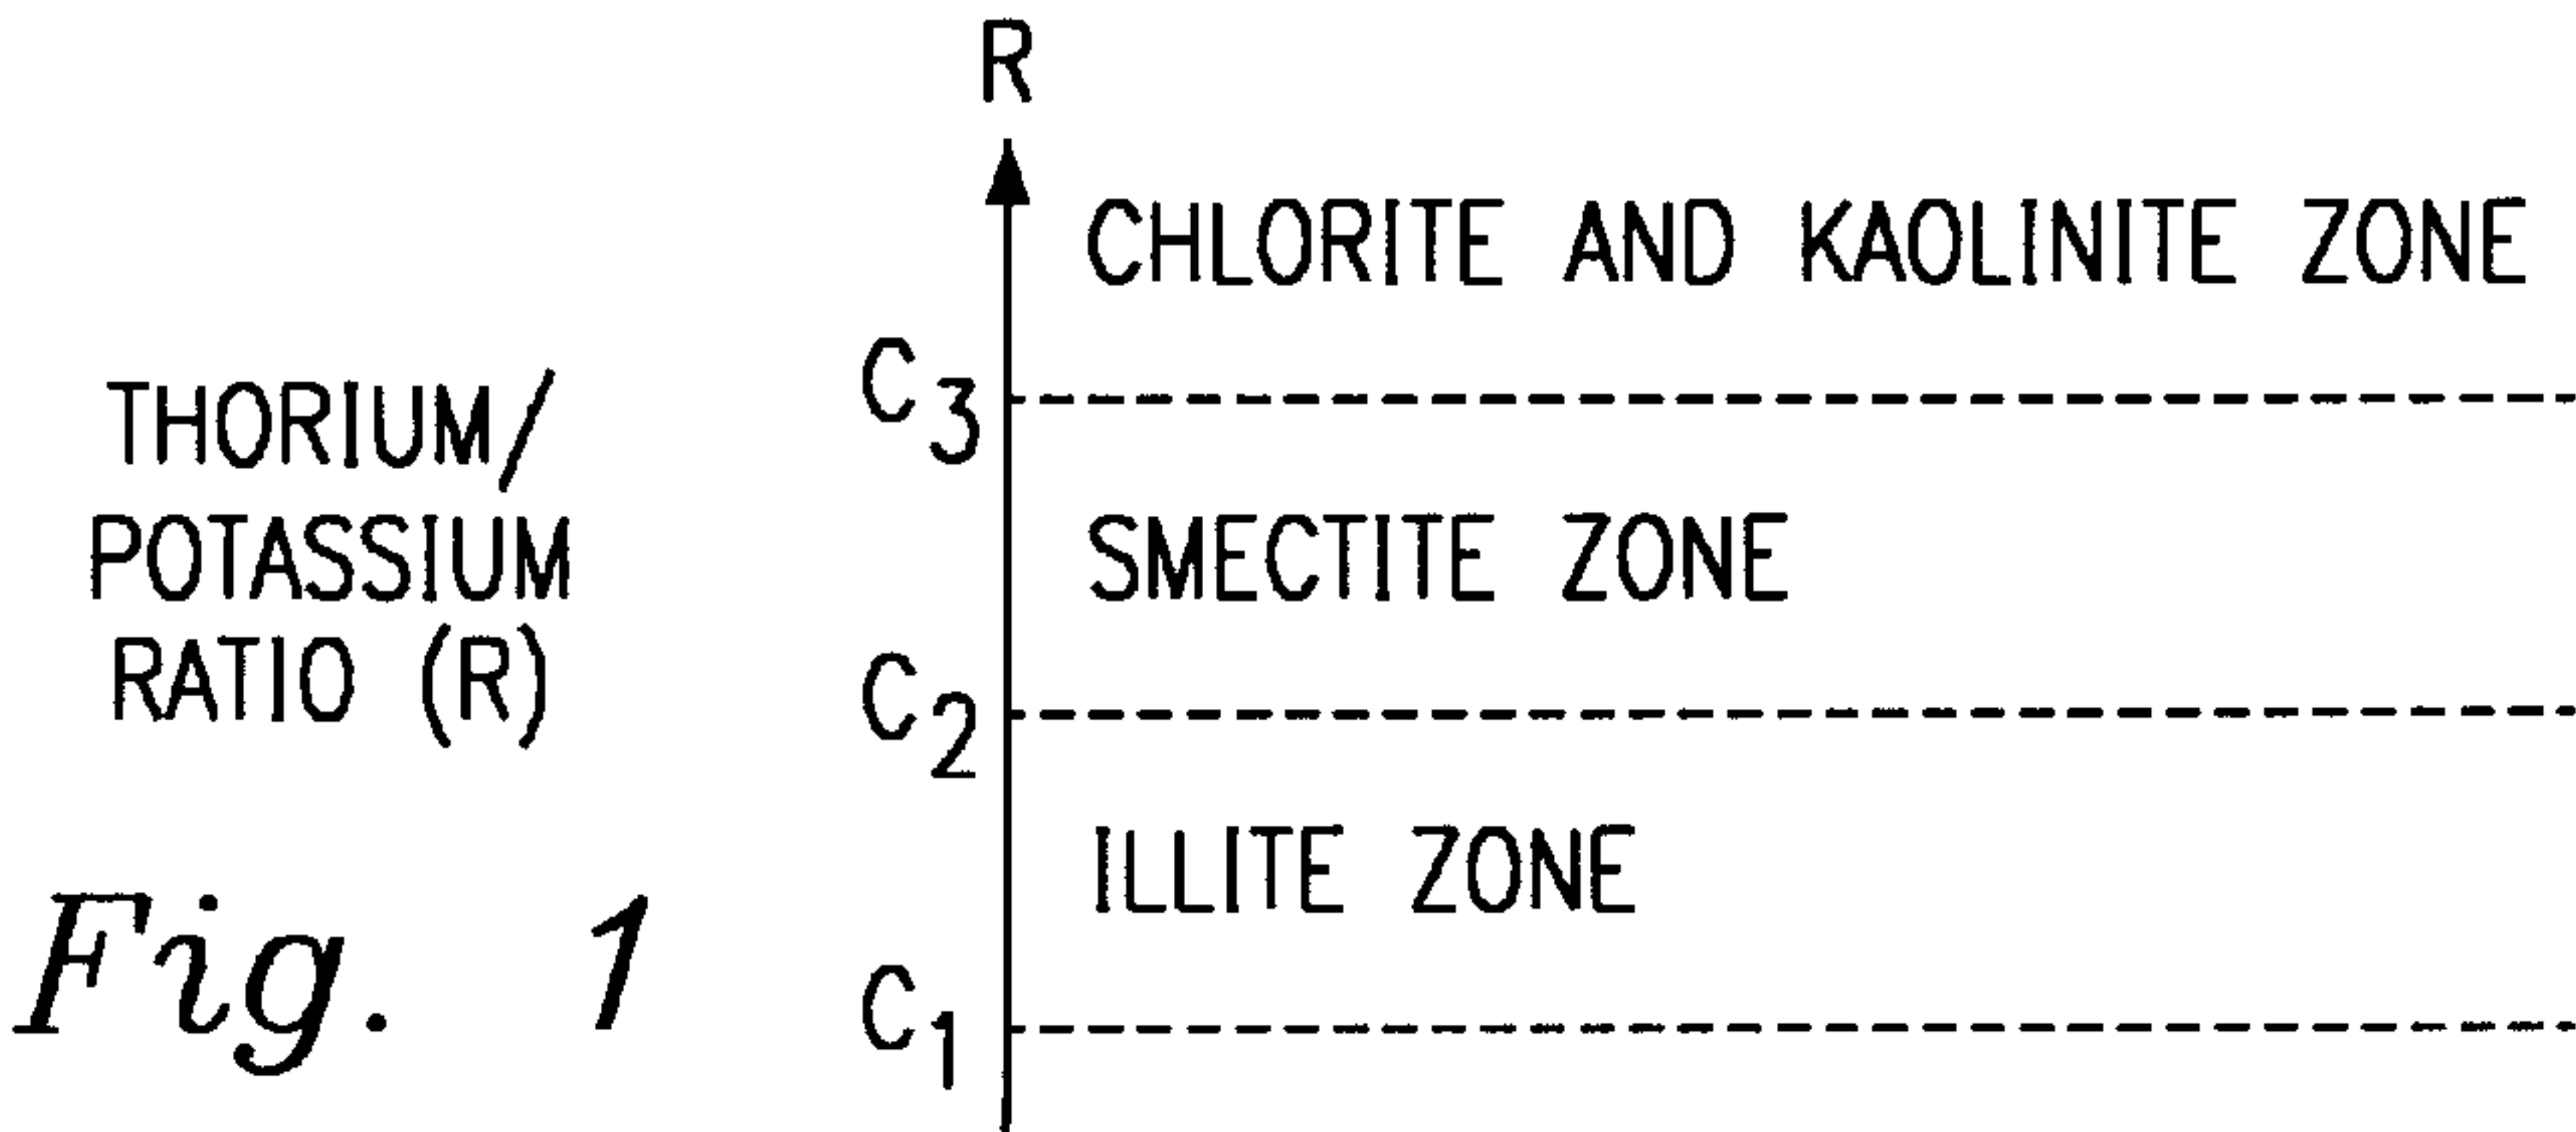 R
CHLORITE AND KAOLINITE ZONE
C3
THORIUM/
POTASSIUM
RATIO (R)
SMECTITE ZONE
C2
ILLITE ZONE
C1
Fig. 1